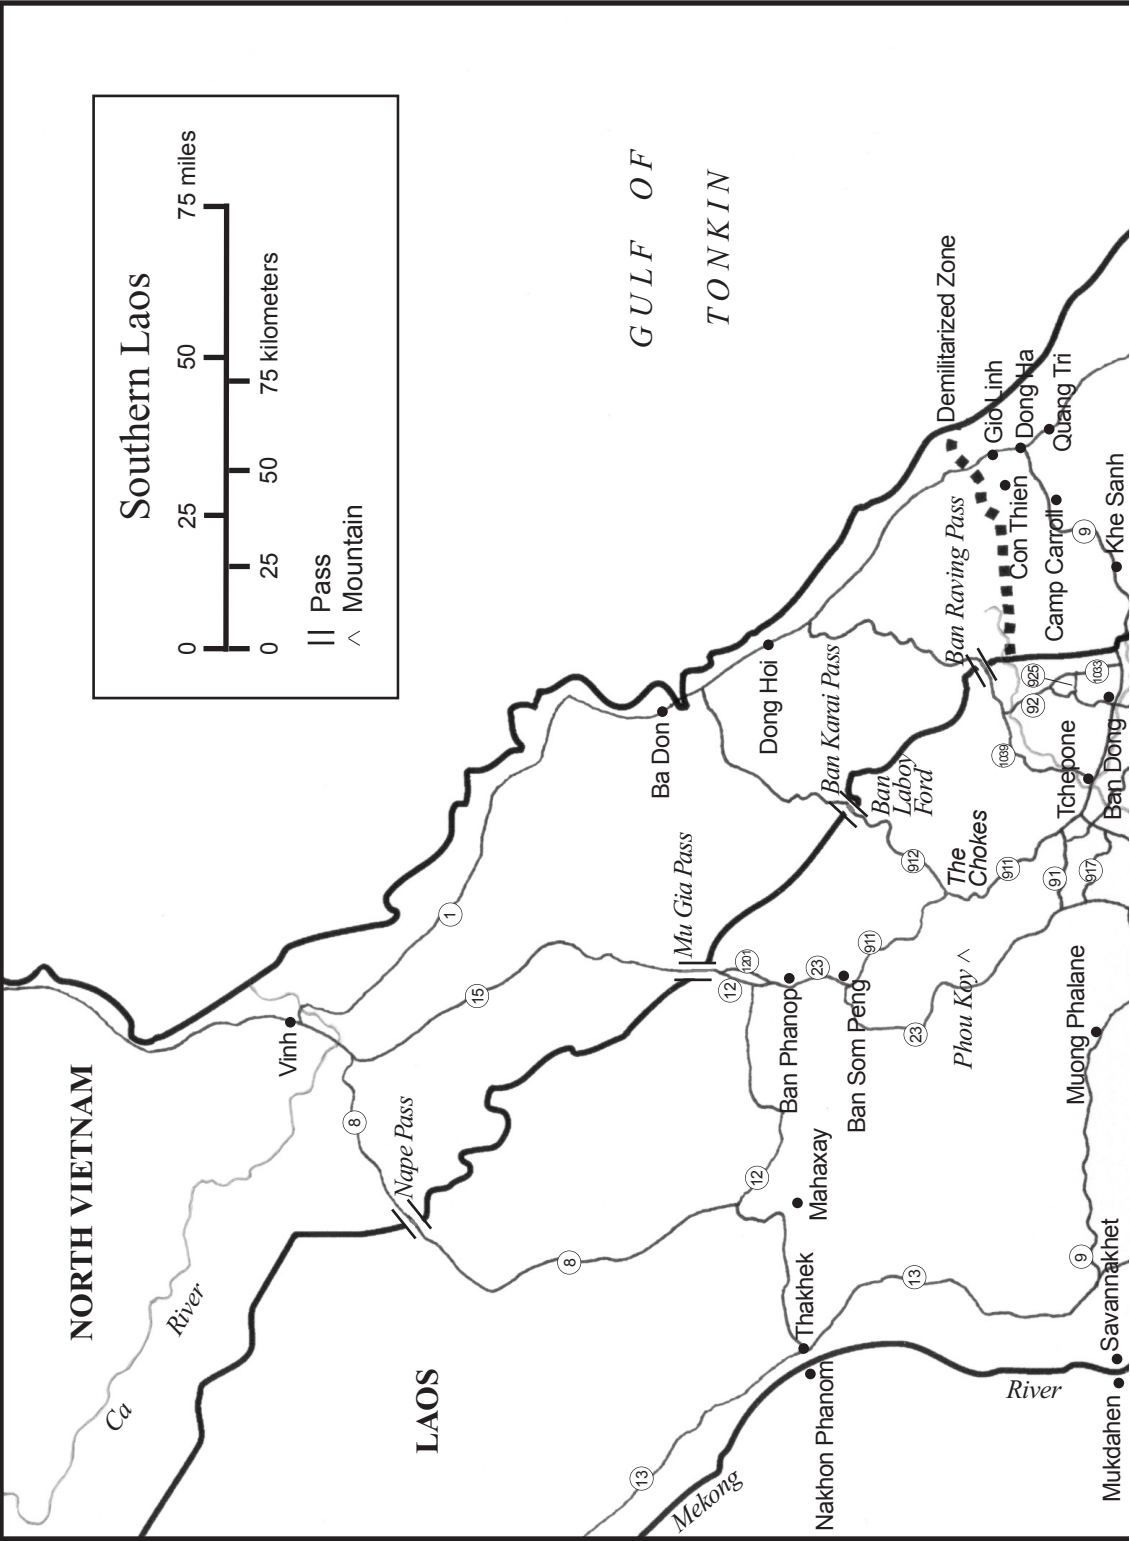 Southern Laos
0
25
50
75 miles
0
25
50
75 kilometers
|| Pass
^ Mountain
NORTH VIETNAM
Ca
River
LAOS
GULF OF
TONKIN
Vinh
1
15
8
Nape Pass
8
Ba Don
Dong Hoi
Mu Gia Pass
12
1201
Ban Phanop
23
Ban Som Peng
911
23
Phou Koy ^
12
Mahaxay
Thakhek
Nakhon Phanom
13
Mekong
River
13
Ban Karai Pass
Ban
Laboy
Ford
912
The
Chokes
911
91
917
Ban Raving Pass
Demilitarized Zone
Gio Linh
Dong Ha
Quang Tri
Con Thien
Camp Carroll
9
Khe Sanh
925
92
1033
1039
Tchepone
Ban Dong
Muong Phalane
9
Savannakhet
Mukdahen